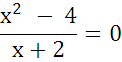 x² − 4
x + 2 = 0